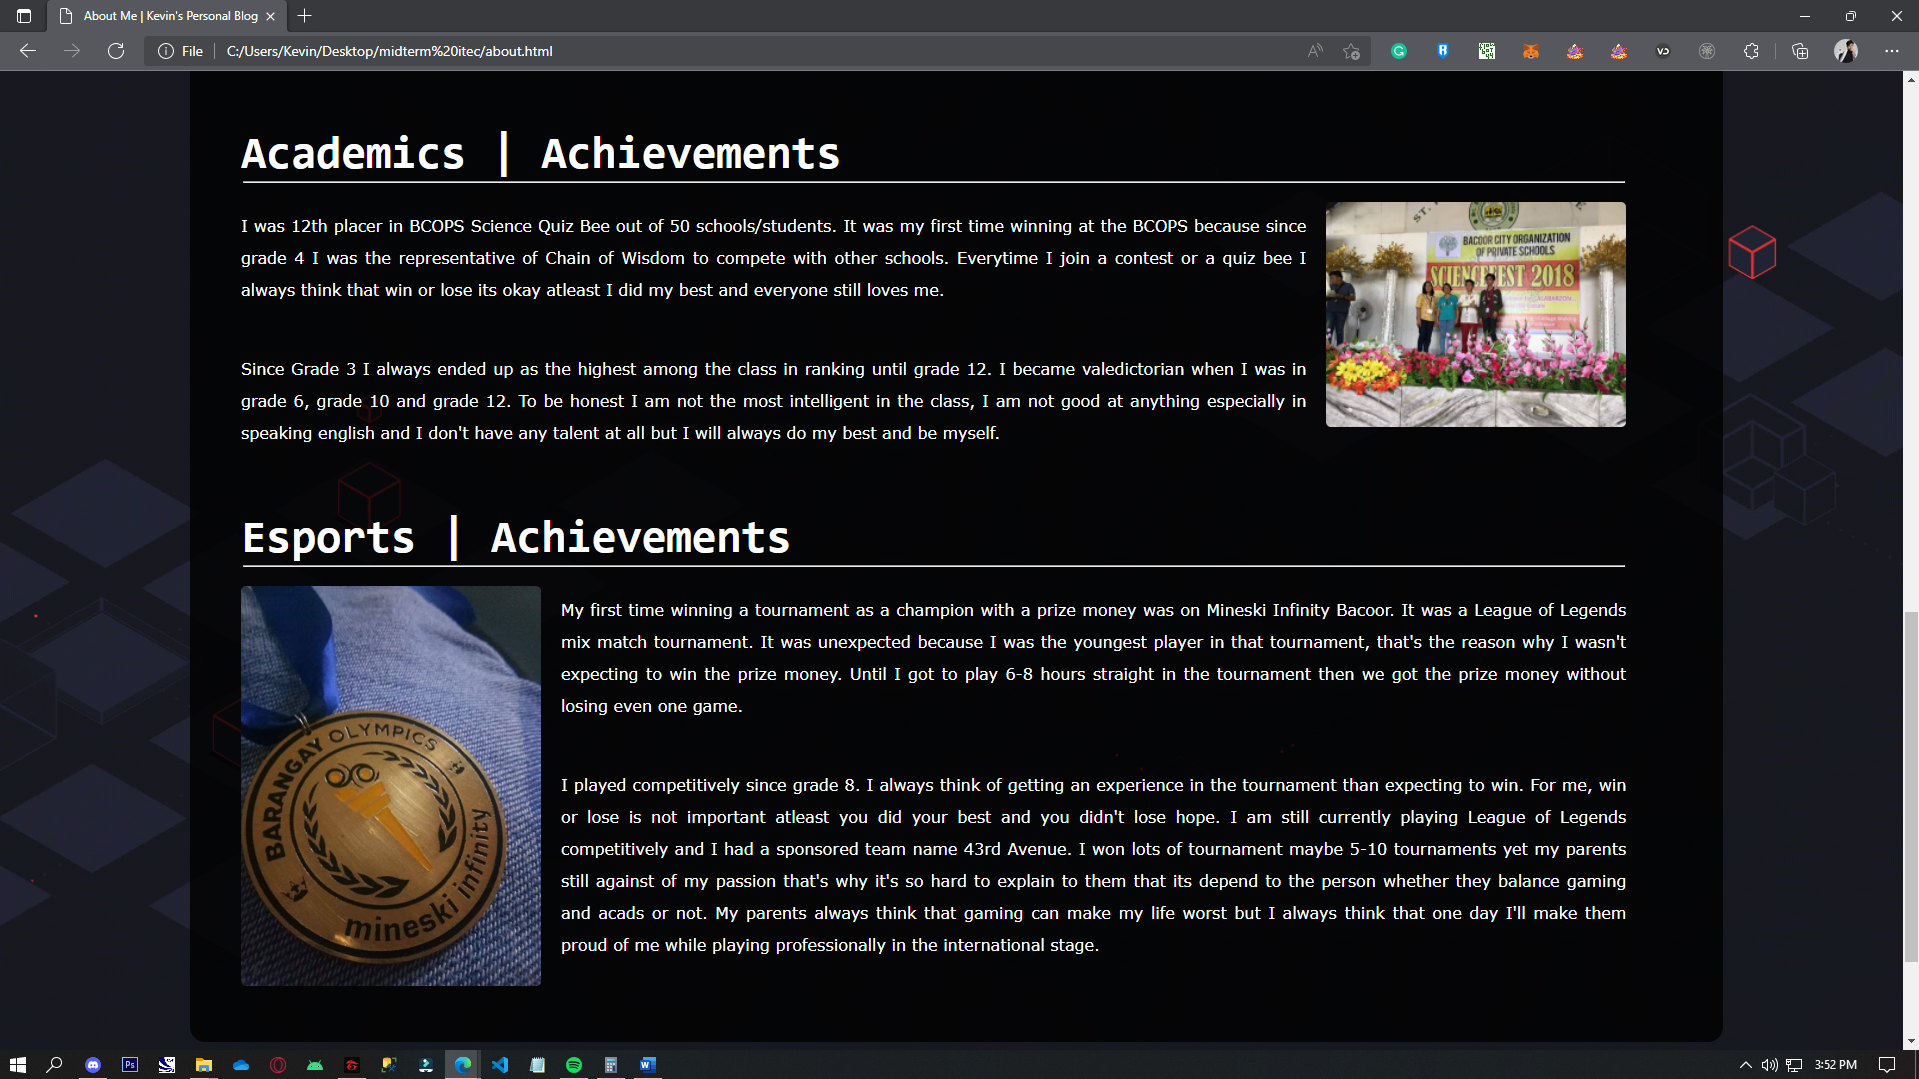 About Me | Kevin's Personal Blog
File
C:/Users/Kevin/Desktop/midterm%20itec/about.html
Academics | Achievements
I was 12th placer in BCOPS Science Quiz Bee out of 50 schools/students. It was my first time winning at the BCOPS because since
grade 4 I was the representative of Chain of Wisdom to compete with other schools. Everytime I join a contest or a quiz bee I
always think that win or lose its okay atleast I did my best and everyone still loves me.
BACOOR CITY ORGANIZATION
OF PRIVATE SCHOOLS
SCIENCEFEST 2018
Since Grade 3 I always ended up as the highest among the class in ranking until grade 12. I became valedictorian when I was in
grade 6, grade 10 and grade 12. To be honest I am not the most intelligent in the class, I am not good at anything especially in
speaking english and I don't have any talent at all but I will always do my best and be myself.
Esports | Achievements
BARANGAY OLYMPICS
mineski infinity
mineski infinity
My first time winning a tournament as a champion with a prize money was on Mineski Infinity Bacoor. It was a League of Legends
mix match tournament. It was unexpected because I was the youngest player in that tournament, that's the reason why I wasn't
expecting to win the prize money. Until I got to play 6-8 hours straight in the tournament then we got the prize money without
losing even one game.
I played competitively since grade 8. I always think of getting an experience in the tournament than expecting to win. For me, win
or lose is not important atleast you did your best and you didn't lose hope. I am still currently playing League of Legends
competitively and I had a sponsored team name 43rd Avenue. I won lots of tournament maybe 5-10 tournaments yet my parents
still against of my passion that's why it's so hard to explain to them that its depend to the person whether they balance gaming
and acads or not. My parents always think that gaming can make my life worst but I always think that one day I'll make them
proud of me while playing professionally in the international stage.
Ps
3:52 PM